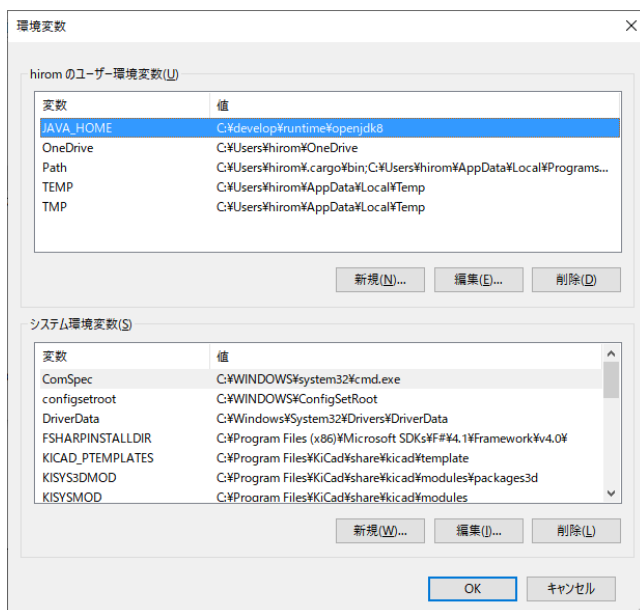 環境変数
hirom のユーザー環境変数(U)
変数 値
JAVA_HOME C:¥develop¥runtime¥openjdk8
OneDrive C:¥Users¥hirom¥OneDrive
Path C:¥Users¥hirom¥.cargo¥bin;C:¥Users¥hirom¥AppData¥Local¥Programs...
TEMP C:¥Users¥hirom¥AppData¥Local¥Temp
TMP C:¥Users¥hirom¥AppData¥Local¥Temp
新規(N)... 編集(E)... 削除(D)
システム環境変数(S)
変数 値
ComSpec C:¥WINDOWS¥system32¥cmd.exe
configsetroot C:¥WINDOWS¥ConfigSetRoot
DriverData C:¥Windows¥System32¥Drivers¥DriverData
FSHARPINSTALLDIR C:¥Program Files (x86)¥Microsoft SDKs¥F#¥4.1¥Framework¥v4.0¥
KICAD_PTEMPLATES C:¥Program Files¥KiCad¥share¥kicad¥template
KISYS3DMOD C:¥Program Files¥KiCad¥share¥kicad¥modules¥packages3d
KISYSMOD C:¥Program Files¥KiCad¥share¥kicad¥modules
新規(W)... 編集(I)... 削除(L)
OK キャンセル